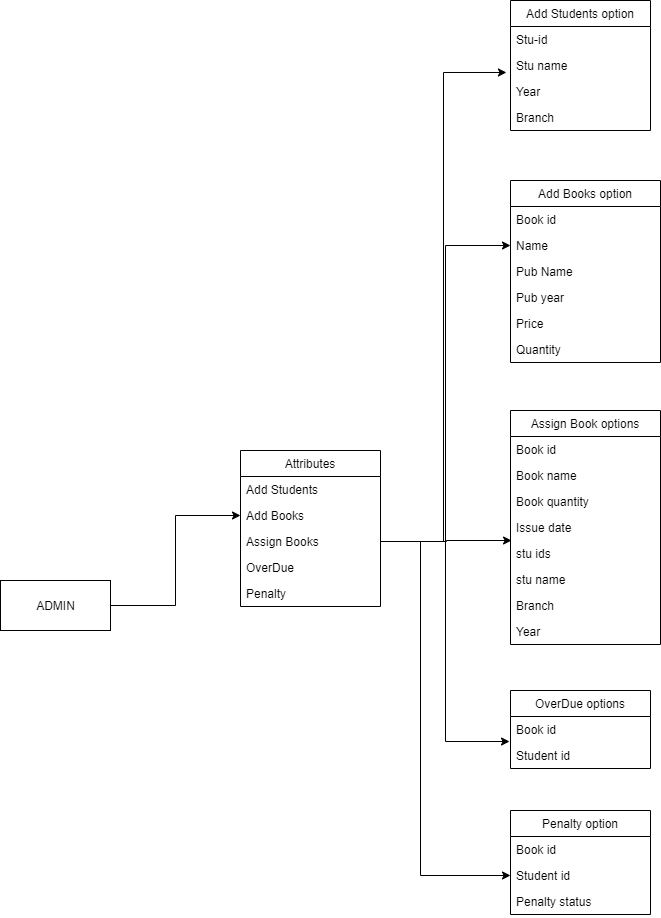 Add Students option
Stu-id
Stu name
Year
Branch
Add Books option
Book id
Name
Pub Name
Pub year
Price
Quantity
Assign Book options
Book id
Book name
Book quantity
Issue date
stu ids
stu name
Branch
Year
Attributes
Add Students
Add Books
Assign Books
OverDue
Penalty
ADMIN
OverDue options
Book id
Student id
Penalty option
Book id
Student id
Penalty status